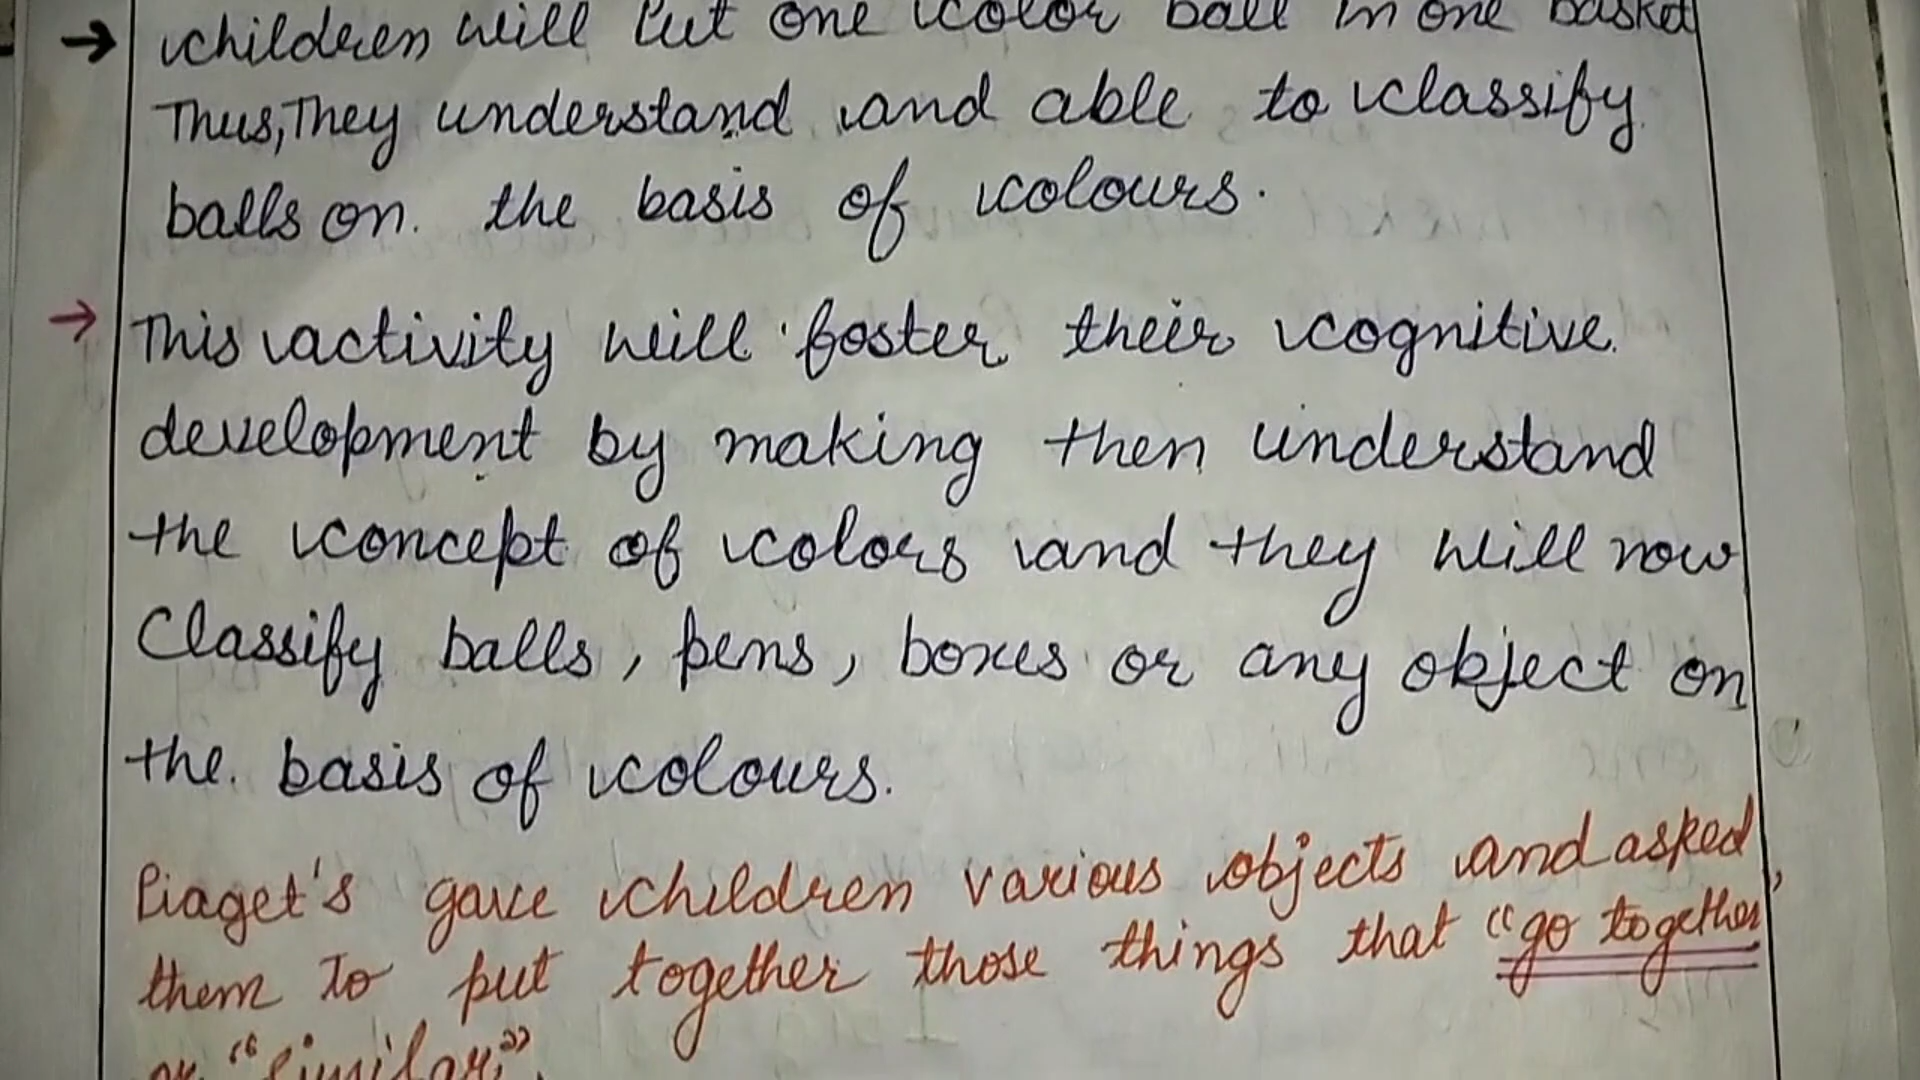 → children will Put one color ball in one basket
Thus, They understand and able to classify
balls on the basis of colours.
→ This activity will foster their cognitive
development by making then understand
the concept of colors and they will now
Classify balls, pens, boxes or any object on
the basis of colours.
Piaget's gave children various objects and asked
them To put together those things that "go together"
or "similar".